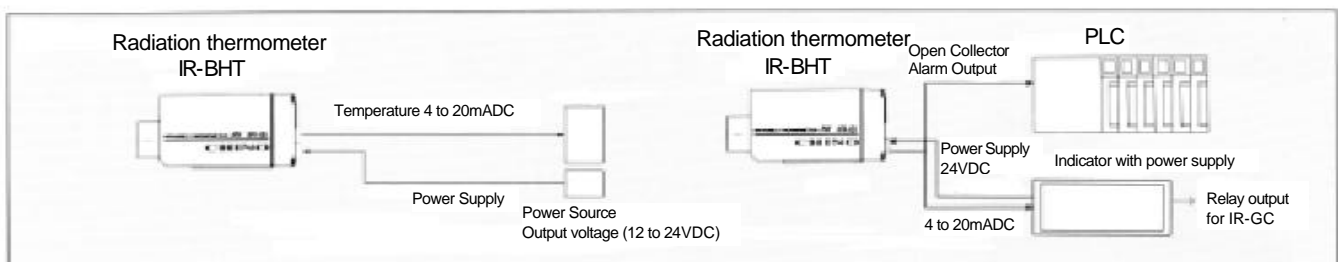 Radiation thermometer
IR-BHT
Temperature 4 to 20mADC
Power Supply
Power Source
Output voltage (12 to 24VDC)
Radiation thermometer
IR-BHT
Open Collector
Alarm Output
PLC
Power Supply
24VDC
Indicator with power supply
4 to 20mADC
Relay output
for IR-GC
CHINO
CHINO